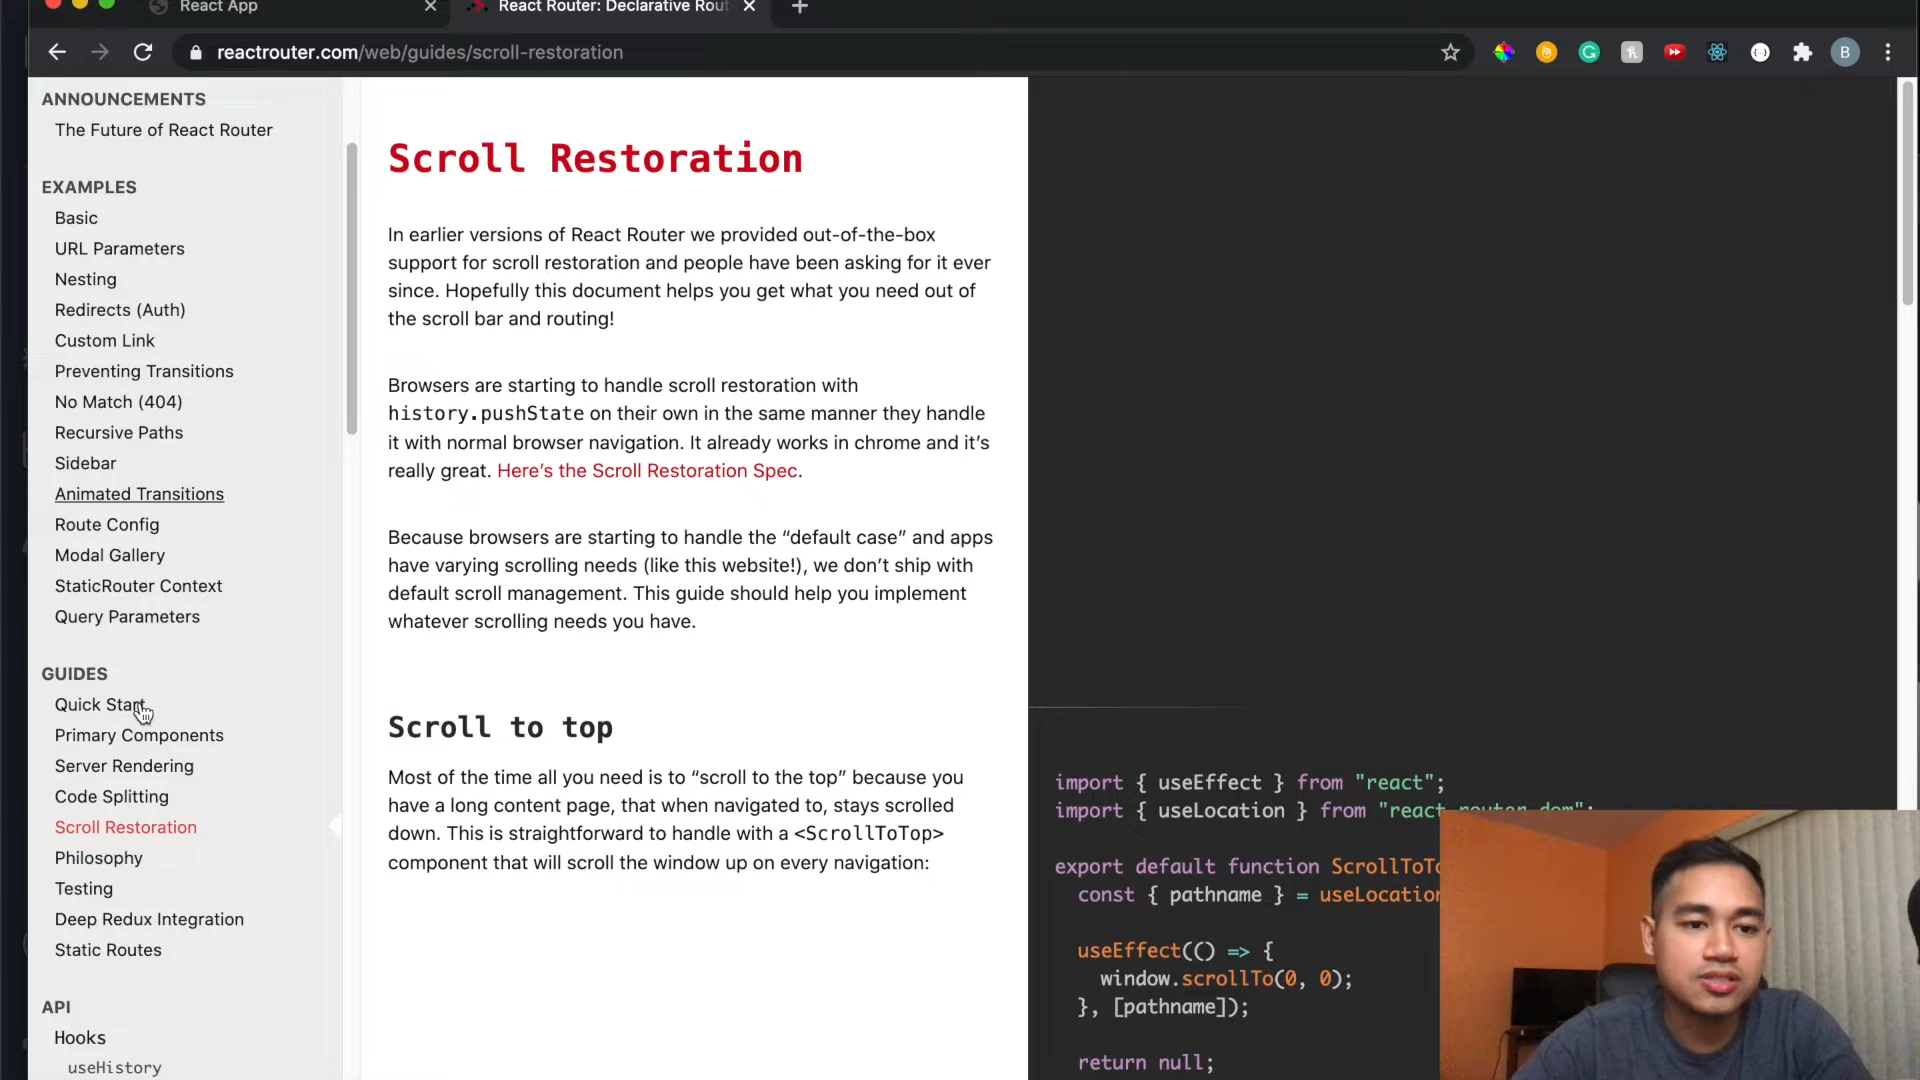 React App
React Router: Declarative Rout
reactrouter.com/web/guides/scroll-restoration
B
ANNOUNCEMENTS
The Future of React Router
EXAMPLES
Basic
URL Parameters
Nesting
Redirects (Auth)
Custom Link
Preventing Transitions
No Match (404)
Recursive Paths
Sidebar
Animated Transitions
Route Config
Modal Gallery
StaticRouter Context
Query Parameters
GUIDES
Quick Start
Primary Components
Server Rendering
Code Splitting
Scroll Restoration
Philosophy
Testing
Deep Redux Integration
Static Routes
API
Hooks
useHistory
Scroll Restoration
In earlier versions of React Router we provided out-of-the-box
support for scroll restoration and people have been asking for it ever
since. Hopefully this document helps you get what you need out of
the scroll bar and routing!
Browsers are starting to handle scroll restoration with
history.pushState on their own in the same manner they handle
it with normal browser navigation. It already works in chrome and it’s
really great. Here’s the Scroll Restoration Spec.
Because browsers are starting to handle the “default case” and apps
have varying scrolling needs (like this website!), we don’t ship with
default scroll management. This guide should help you implement
whatever scrolling needs you have.
Scroll to top
Most of the time all you need is to “scroll to the top” because you
have a long content page, that when navigated to, stays scrolled
down. This is straightforward to handle with a <ScrollToTop>
component that will scroll the window up on every navigation:
import { useEffect } from "react";
import { useLocation } from "react-router-dom";
export default function ScrollToTo
const { pathname } = useLocation
useEffect(() => {
window.scrollTo(0, 0);
}, [pathname]);
return null;